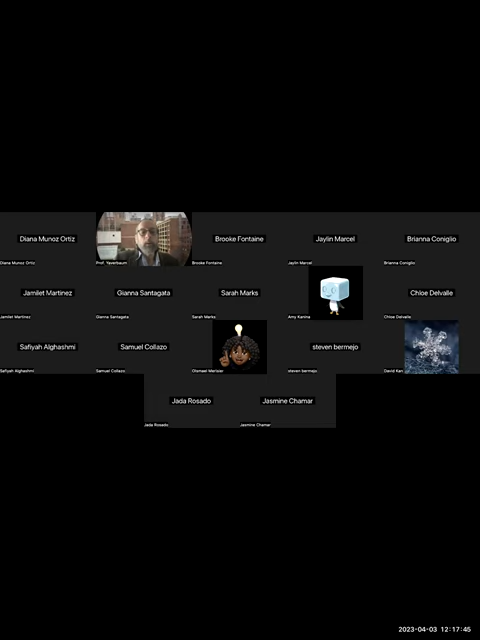 Diana Munoz Ortiz
Brooke Fontaine
Jaylin Marcel
Brianna Coniglio
Diana Munoz Ortiz
Prof. Yaverbaum
Brooke Fontaine
Jaylin Marcel
Brianna Coniglio
Jamilet Martinez
Gianna Santagata
Sarah Marks
Chloe Delvalle
Jamilet Martinez
Gianna Santagata
Sarah Marks
Amy Kanina
Chloe Delvalle
Safiyah Alghashmi
Samuel Collazo
steven bermejo
Safiyah Alghashmi
Samuel Collazo
steven bermejo
David Kan
Jada Rosado
Jasmine Chamar
Jada Rosado
Jasmine Chamar
2023-04-03 12:17:45